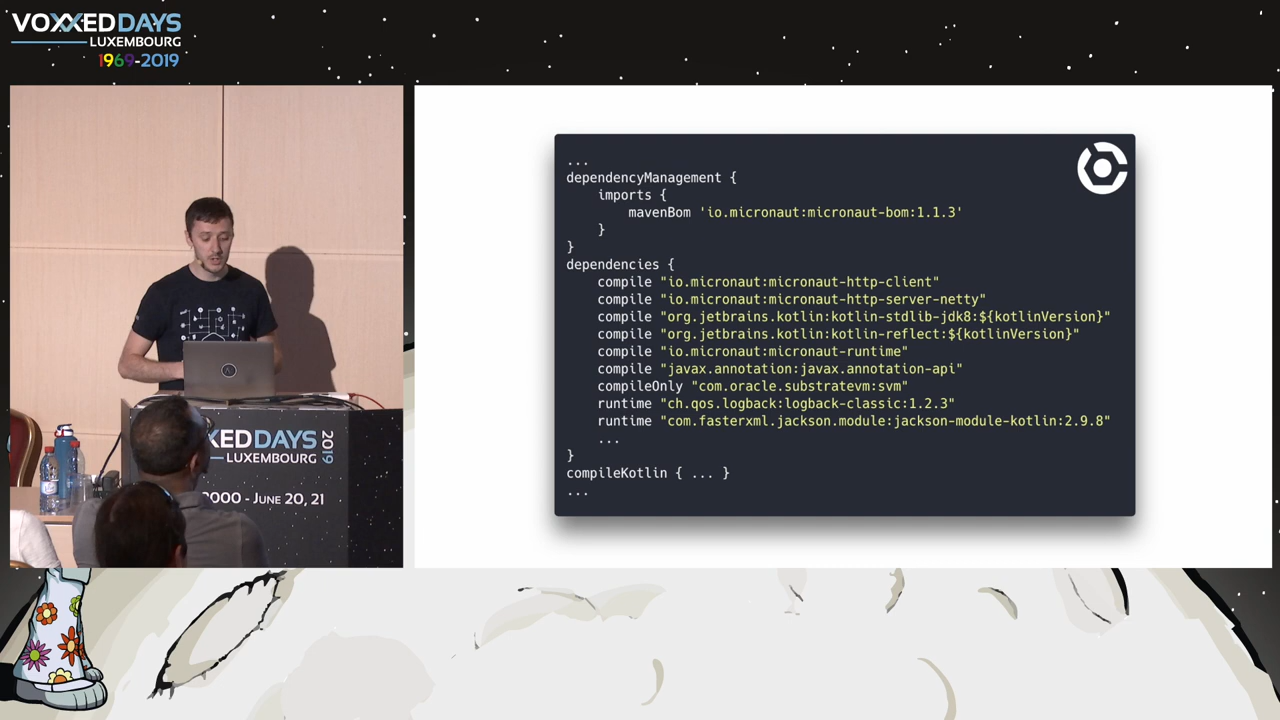 VOXXED DAYS
LUXEMBOURG
1969-2019
...
dependencyManagement {
imports {
mavenBom 'io.micronaut:micronaut-bom:1.1.3'
}
}
dependencies {
compile "io.micronaut:micronaut-http-client"
compile "io.micronaut:micronaut-http-server-netty"
compile "org.jetbrains.kotlin:kotlin-stdlib-jdk8:${kotlinVersion}"
compile "org.jetbrains.kotlin:kotlin-reflect:${kotlinVersion}"
compile "io.micronaut:micronaut-runtime"
compile "javax.annotation:javax.annotation-api"
compileOnly "com.oracle.substratevm:svm"
runtime "ch.qos.logback:logback-classic:1.2.3"
runtime "com.fasterxml.jackson.module:jackson-module-kotlin:2.9.8"
...
}
compileKotlin { ... }
...
XED DAYS 2019
LUXEMBOURG
2000 - JUNE 20, 21